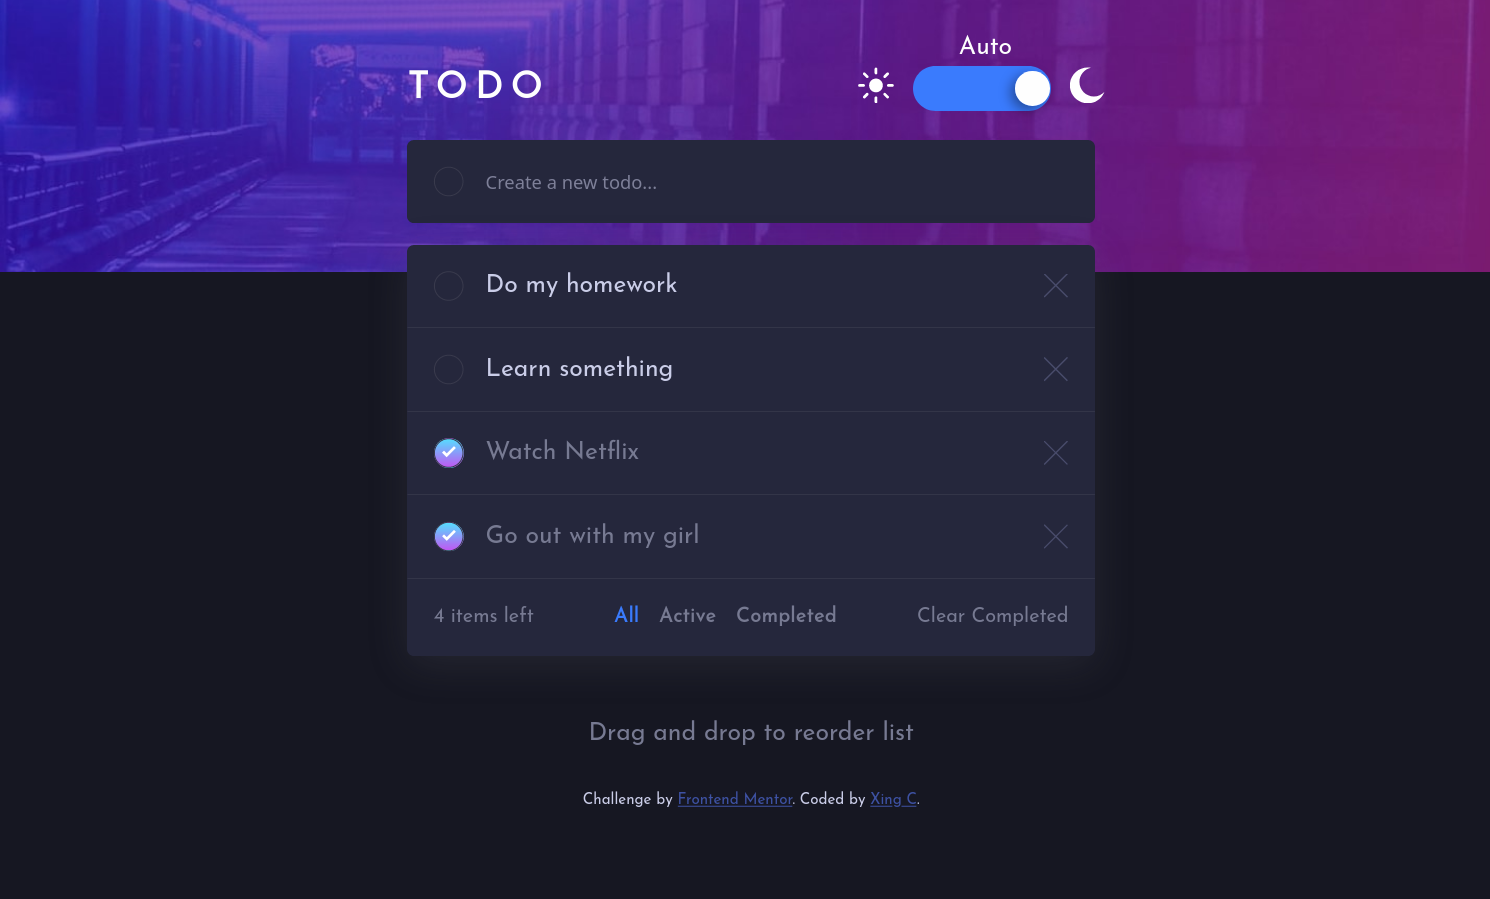 Auto
TODO
Create a new todo...
Do my homework
Learn something
Watch Netflix
Go out with my girl
4 items left All Active Completed Clear Completed
Drag and drop to reorder list
Challenge by Frontend Mentor. Coded by Xing C.